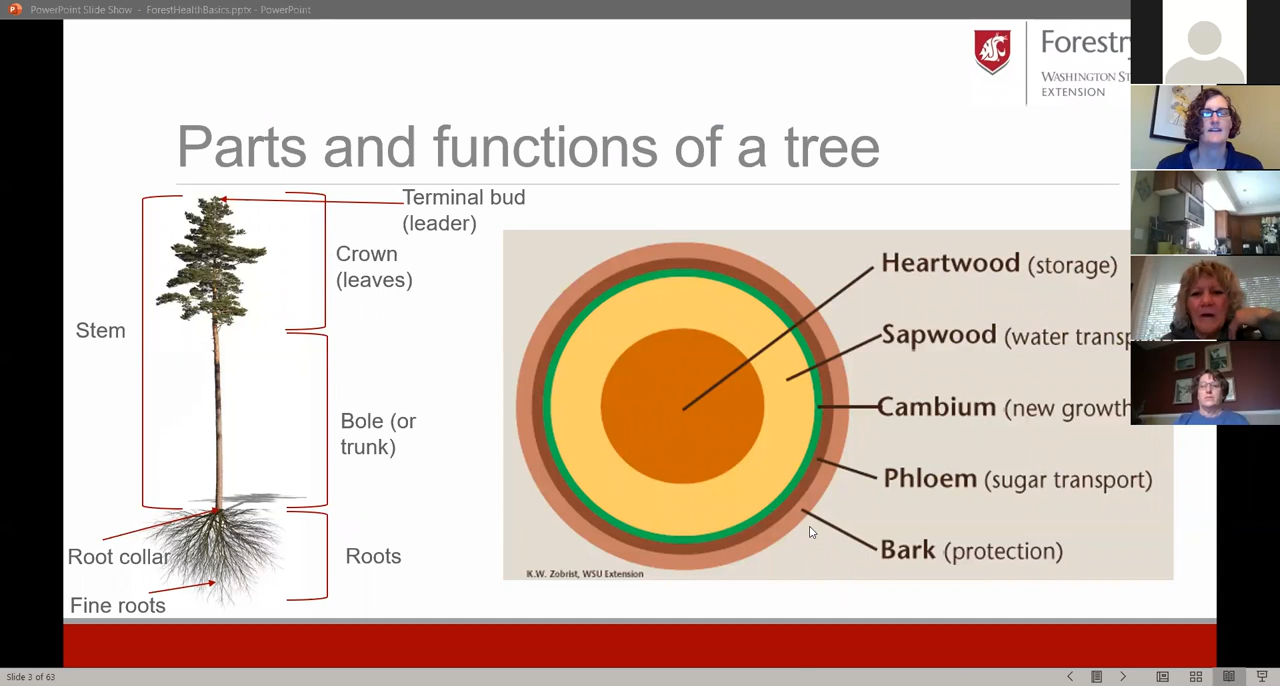 PowerPoint Slide Show - ForestHealthBasics.pptx - PowerPoint
Forestry
WASHINGTON ST
EXTENSION
Parts and functions of a tree
Terminal bud
(leader)
Crown
(leaves)
Stem
Bole (or
trunk)
Root collar
Roots
Fine roots
Heartwood (storage)
Sapwood (water transp
Cambium (new growth
Phloem (sugar transport)
Bark (protection)
K.W. Zobrist, WSU Extension
Slide 3 of 63